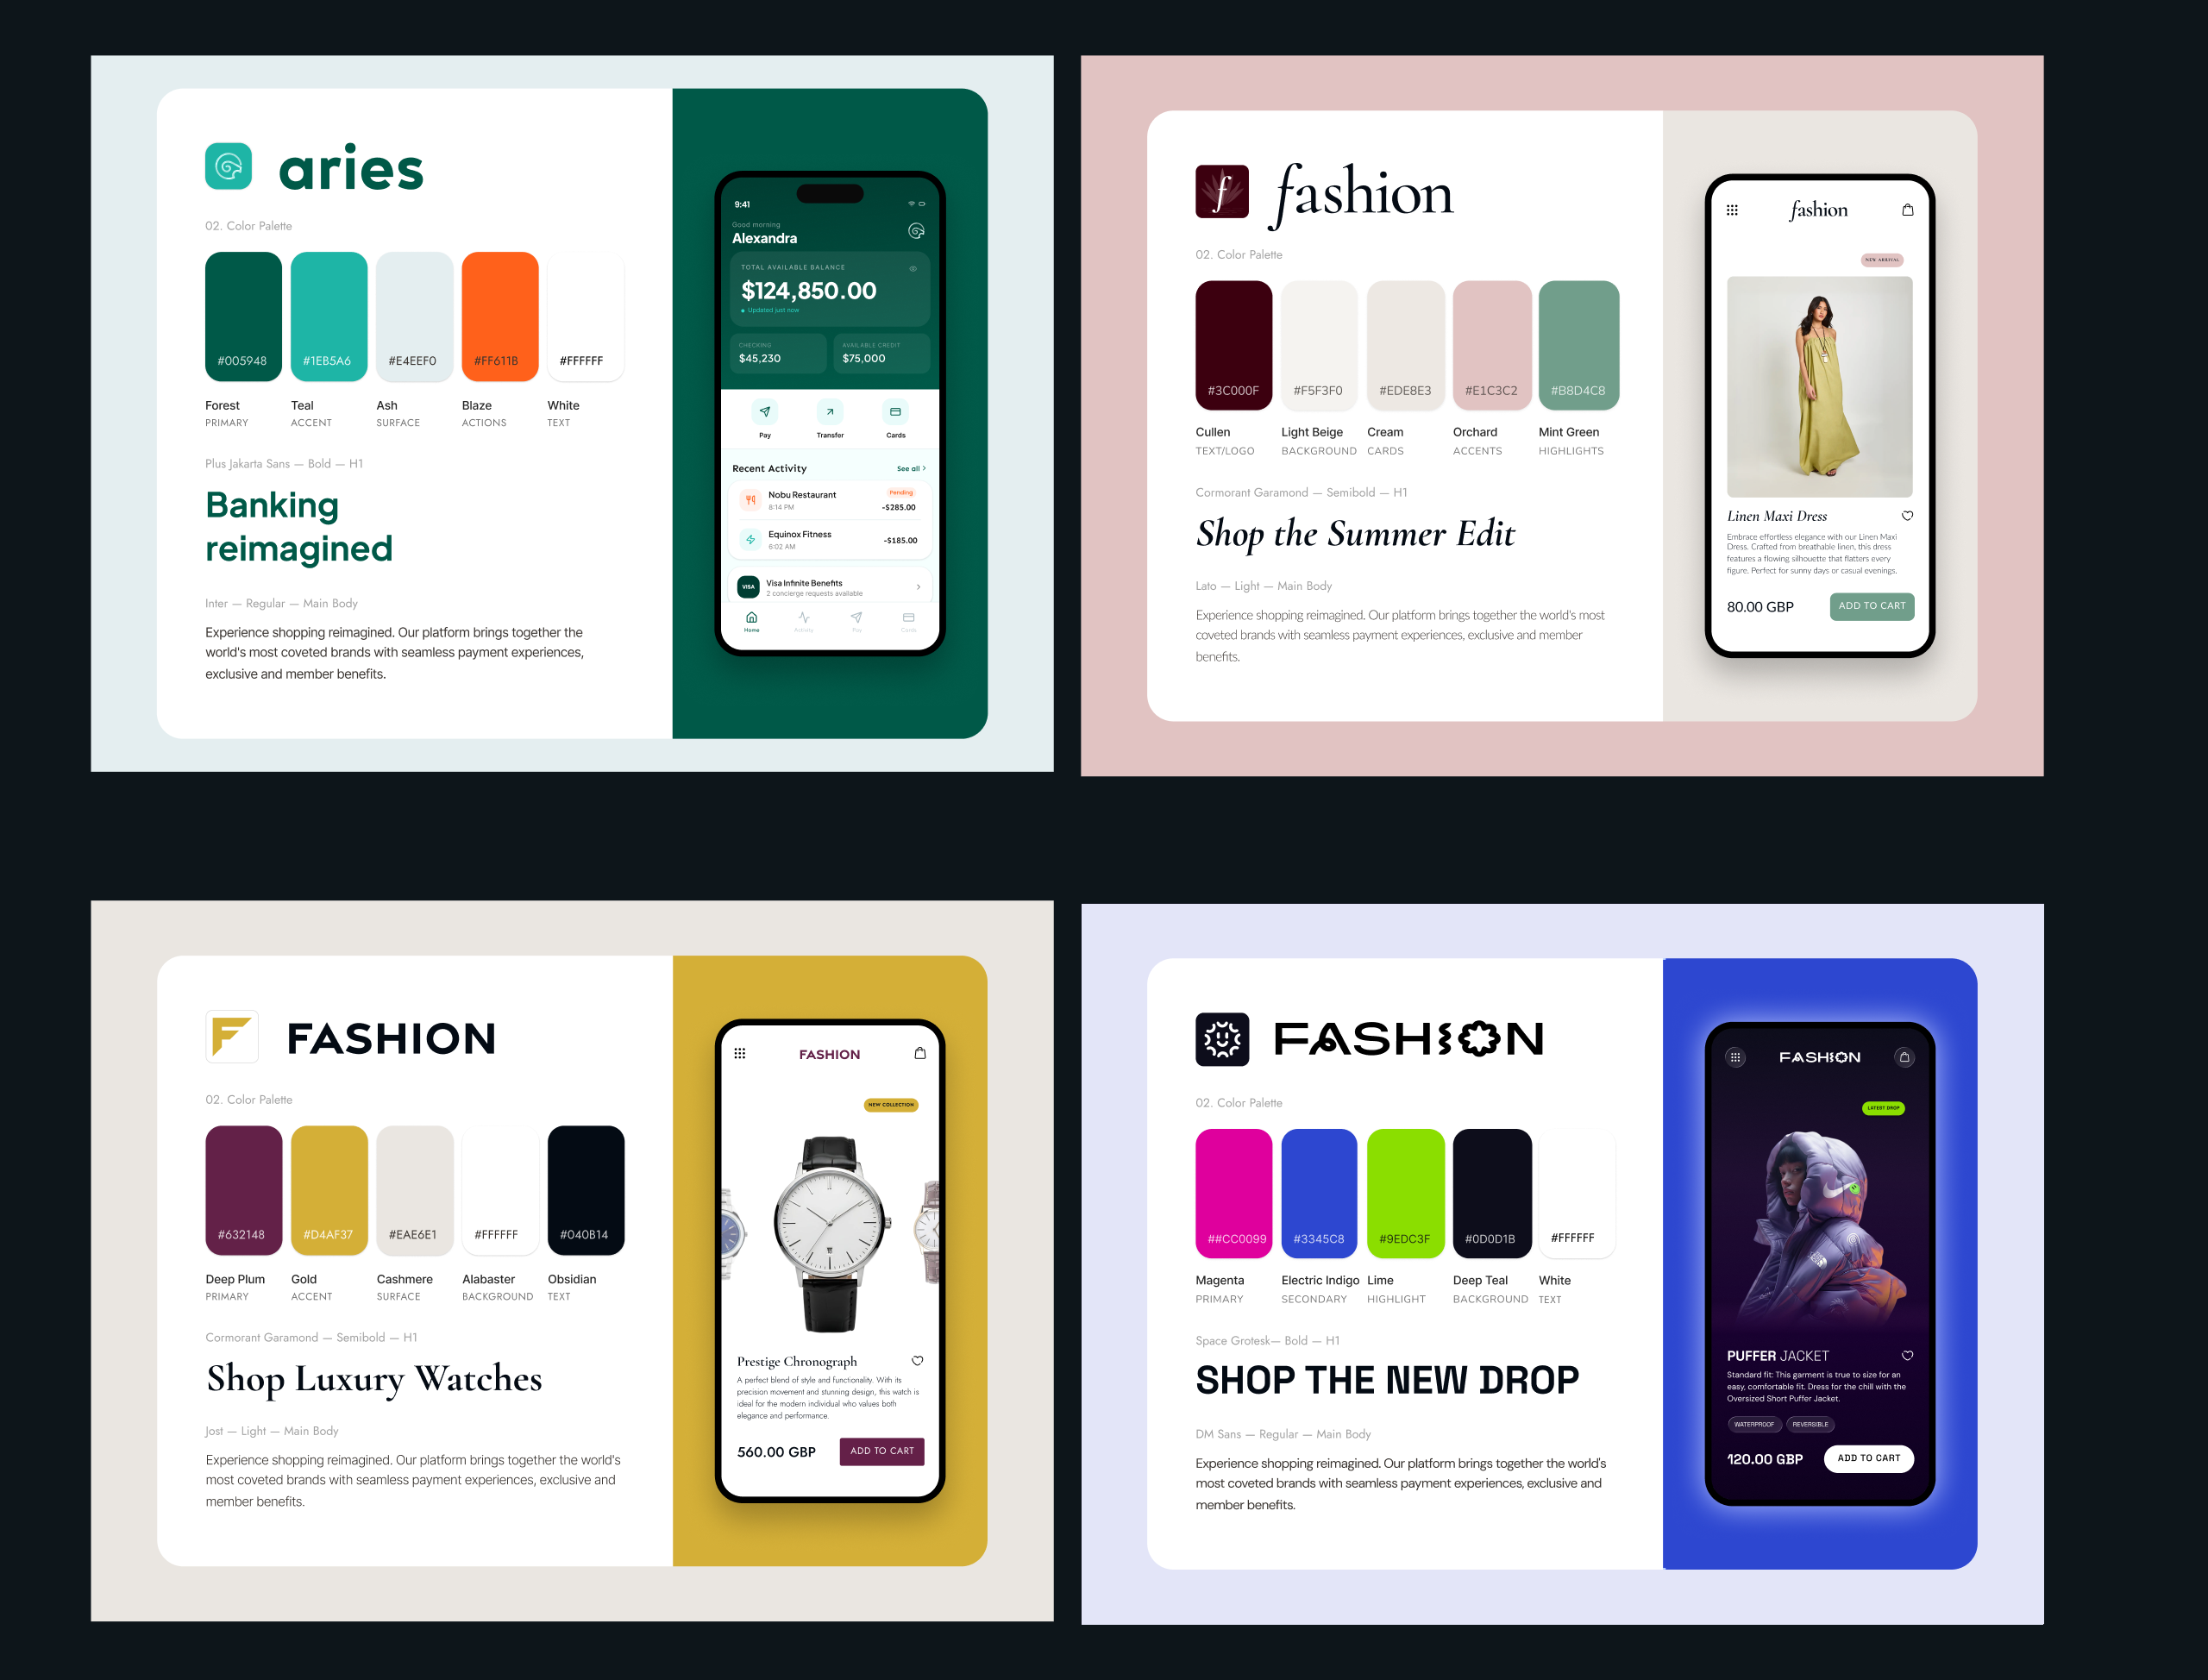 aries
02. Color Palette
#005948 #1EB5A6 #E4EEF0 #FF611B #FFFFFF
Forest Teal Ash Blaze White
PRIMARY ACCENT SURFACE ACTIONS TEXT
Plus Jakarta Sans — Bold — H1
Banking
reimagined
Inter — Regular — Main Body
Experience shopping reimagined. Our platform brings together the
world's most coveted brands with seamless payment experiences,
exclusive and member benefits.
9:41
Good morning
Alexandra
TOTAL AVAILABLE BALANCE
$124,850.00
Updated just now
CHECKING AVAILABLE CREDIT
$45,230 $75,000
Pay Transfer Cards
Recent Activity See all
Nobu Restaurant Pending
8:14 PM -$285.00
Equinox Fitness -$185.00
6:02 AM
VISA Visa Infinite Benefits
2 concierge requests available
Home Activity Pay Cards
f fashion
02. Color Palette
#3C000F #F5F3F0 #EDE8E3 #E1C3C2 #B8D4C8
Cullen Light Beige Cream Orchard Mint Green
TEXT/LOGO BACKGROUND CARDS ACCENTS HIGHLIGHTS
Cormorant Garamond — Semibold — H1
Shop the Summer Edit
Lato — Light — Main Body
Experience shopping reimagined. Our platform brings together the world's most
coveted brands with seamless payment experiences, exclusive and member
benefits.
fashion
NEW ARRIVAL
Linen Maxi Dress
Embrace effortless elegance with our Linen Maxi
Dress. Crafted from breathable linen, this dress
features a flowing silhouette that flatters every
figure. Perfect for sunny days or casual evenings.
80.00 GBP ADD TO CART
F FASHION
02. Color Palette
#632148 #D4AF37 #EAE6E1 #FFFFFF #040B14
Deep Plum Gold Cashmere Alabaster Obsidian
PRIMARY ACCENT SURFACE BACKGROUND TEXT
Cormorant Garamond — Semibold — H1
Shop Luxury Watches
Jost — Light — Main Body
Experience shopping reimagined. Our platform brings together the world's
most coveted brands with seamless payment experiences, exclusive and
member benefits.
FASHION
NEW COLLECTION
Prestige Chronograph
A perfect blend of style and functionality. With its
precision movement and stunning design, this watch is
ideal for the modern individual who values both
elegance and performance.
560.00 GBP ADD TO CART
FASHION
02. Color Palette
##CC0099 #3345C8 #9EDC3F #0D0D1B #FFFFFF
Magenta Electric Indigo Lime Deep Teal White
PRIMARY SECONDARY HIGHLIGHT BACKGROUND TEXT
Space Grotesk— Bold — H1
SHOP THE NEW DROP
DM Sans — Regular — Main Body
Experience shopping reimagined. Our platform brings together the world's
most coveted brands with seamless payment experiences, exclusive and
member benefits.
FASHION
LATEST DROP
PUFFER JACKET
Standard fit: This garment is true to size for an
easy, comfortable fit. Dress for the chill with the
Oversized Short Puffer Jacket.
WATERPROOF REVERSIBLE
120.00 GBP ADD TO CART